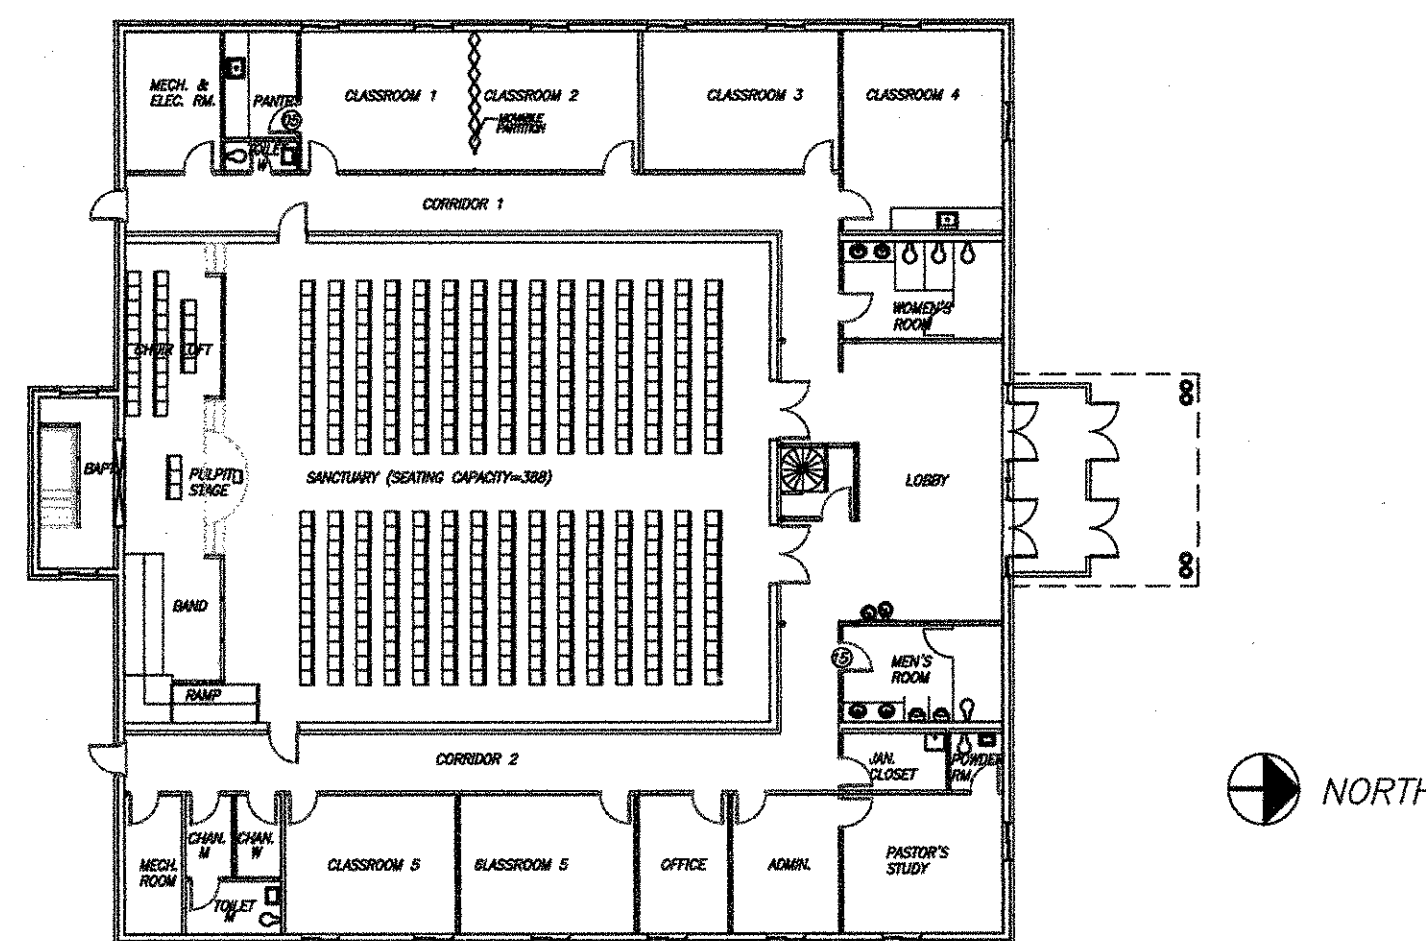 MECH. &
ELEC. RM.
PANTRY
15
CLASSROOM 1
CLASSROOM 2
MOVABLE
PARTITION
CLASSROOM 3
CLASSROOM 4
TOILET
W
CORRIDOR 1
WOMEN'S
ROOM
CHOIR LOFT
BAPT.
PULPIT
STAGE
SANCTUARY (SEATING CAPACITY=388)
LOBBY
BAND
RAMP
15
MEN'S
ROOM
CORRIDOR 2
JAN.
CLOSET
POWDER
RM.
NORTH
MECH.
ROOM
CHAN.
M
CHAN.
W
TOILET
M
CLASSROOM 5
CLASSROOM 5
OFFICE
ADMIN.
PASTOR'S
STUDY